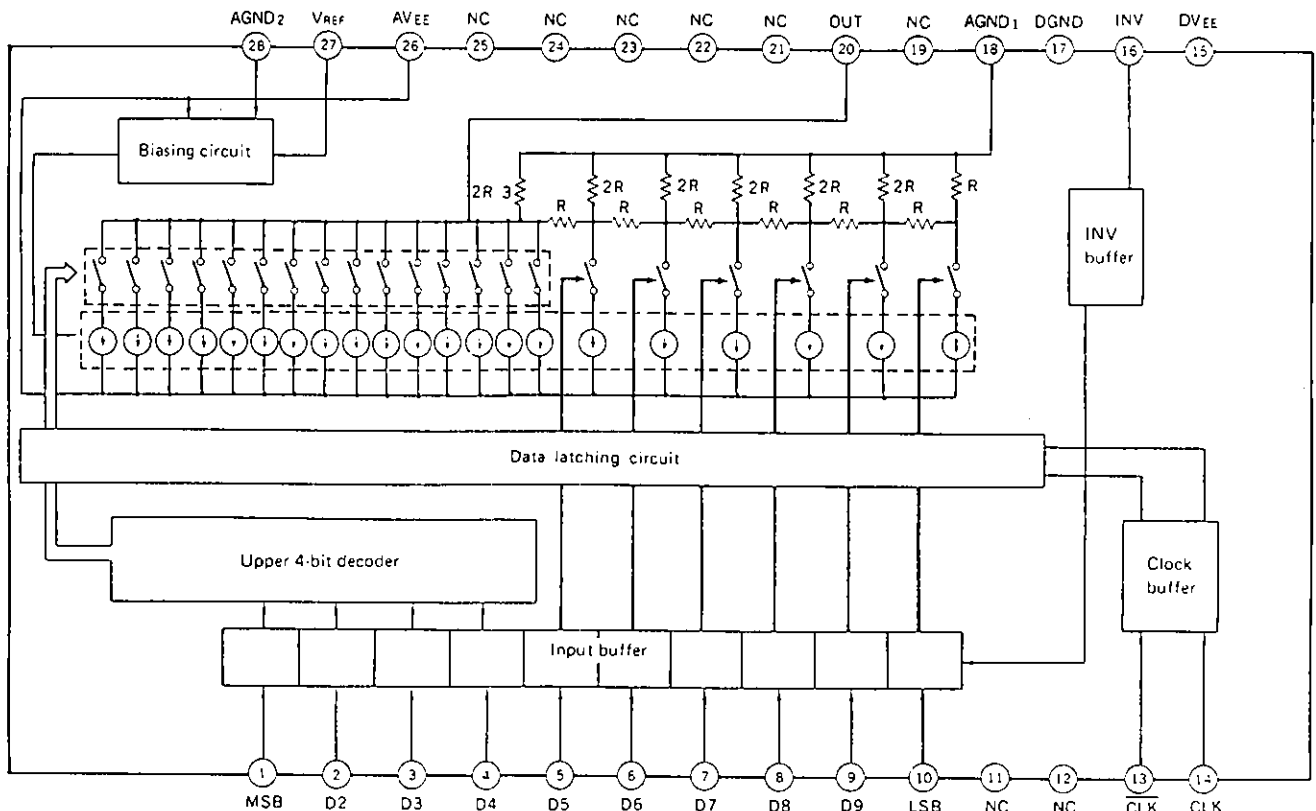 AGND2 VREF AVEE NC NC NC NC NC OUT NC AGND1 DGND INV DVEE
28 27 26 25 24 23 22 21 20 19 18 17 16 15
Biasing circuit
2R 2R 2R 2R 2R 2R R
R R R R R R
INV
buffer
Data latching circuit
Upper 4-bit decoder
Clock
buffer
Input buffer
1 2 3 4 5 6 7 8 9 10 11 12 13 14
MSB D2 D3 D4 D5 D6 D7 D8 D9 LSB NC NC CLK CLK